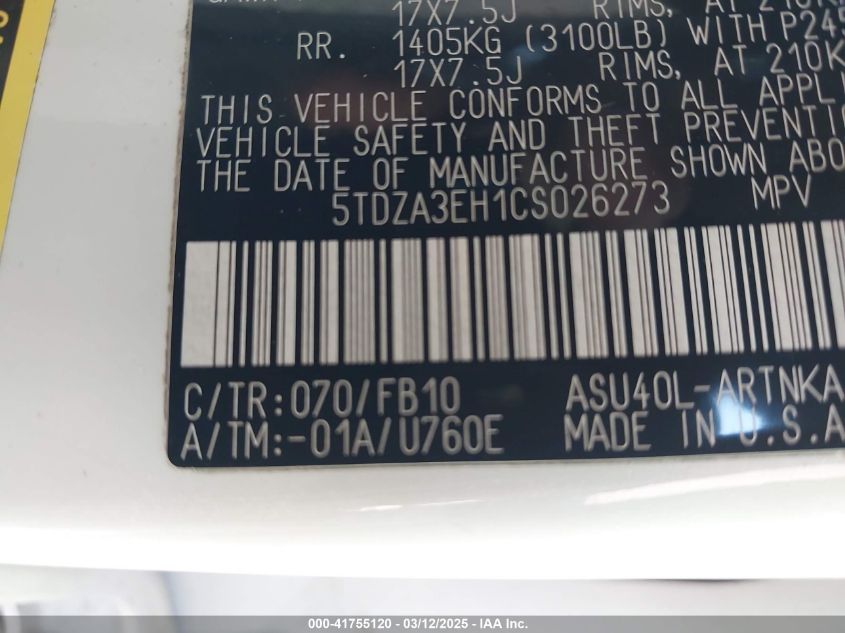 17X7.5J RIMS, AT 210K
RR. 1405KG (3100LB) WITH P245
17X7.5J RIMS, AT 210K
THIS VEHICLE CONFORMS TO ALL APPLI
VEHICLE SAFETY AND THEFT PREVENTIO
THE DATE OF MANUFACTURE SHOWN ABO
5TDZA3EH1CS026273 MPV
C/TR:070/FB10 ASU40L-ARTNKA
A/TM:-01A/U760E MADE IN U.S.A
000-41755120 - 03/12/2025 - IAA Inc.